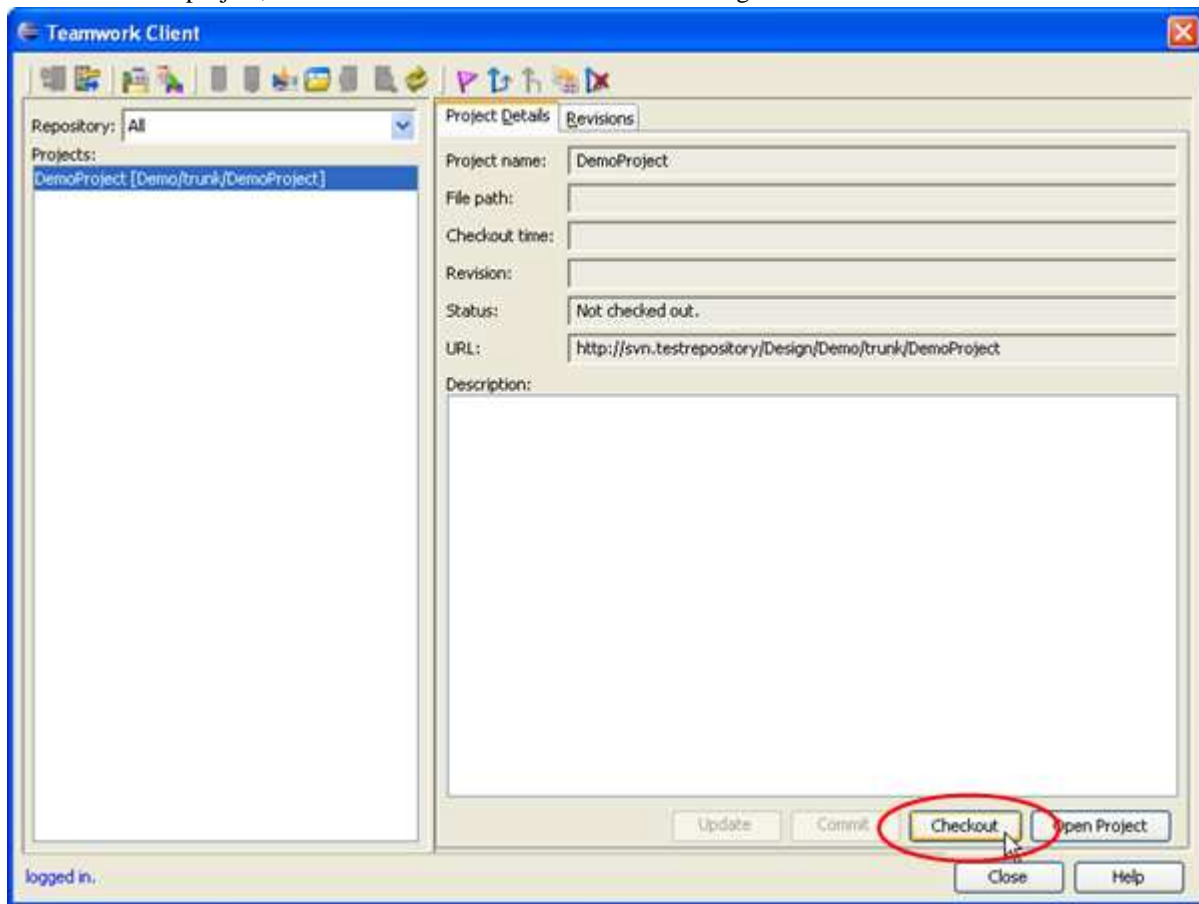 Teamwork Client
Repository: All
Projects:
DemoProject [Demo/trunk/DemoProject]
Project Details Revisions
Project name: DemoProject
File path:
Checkout time:
Revision:
Status: Not checked out.
URL: http://svn.testrepository/Design/Demo/trunk/DemoProject
Description:
Update Commit Checkout Open Project
logged in. Close Help